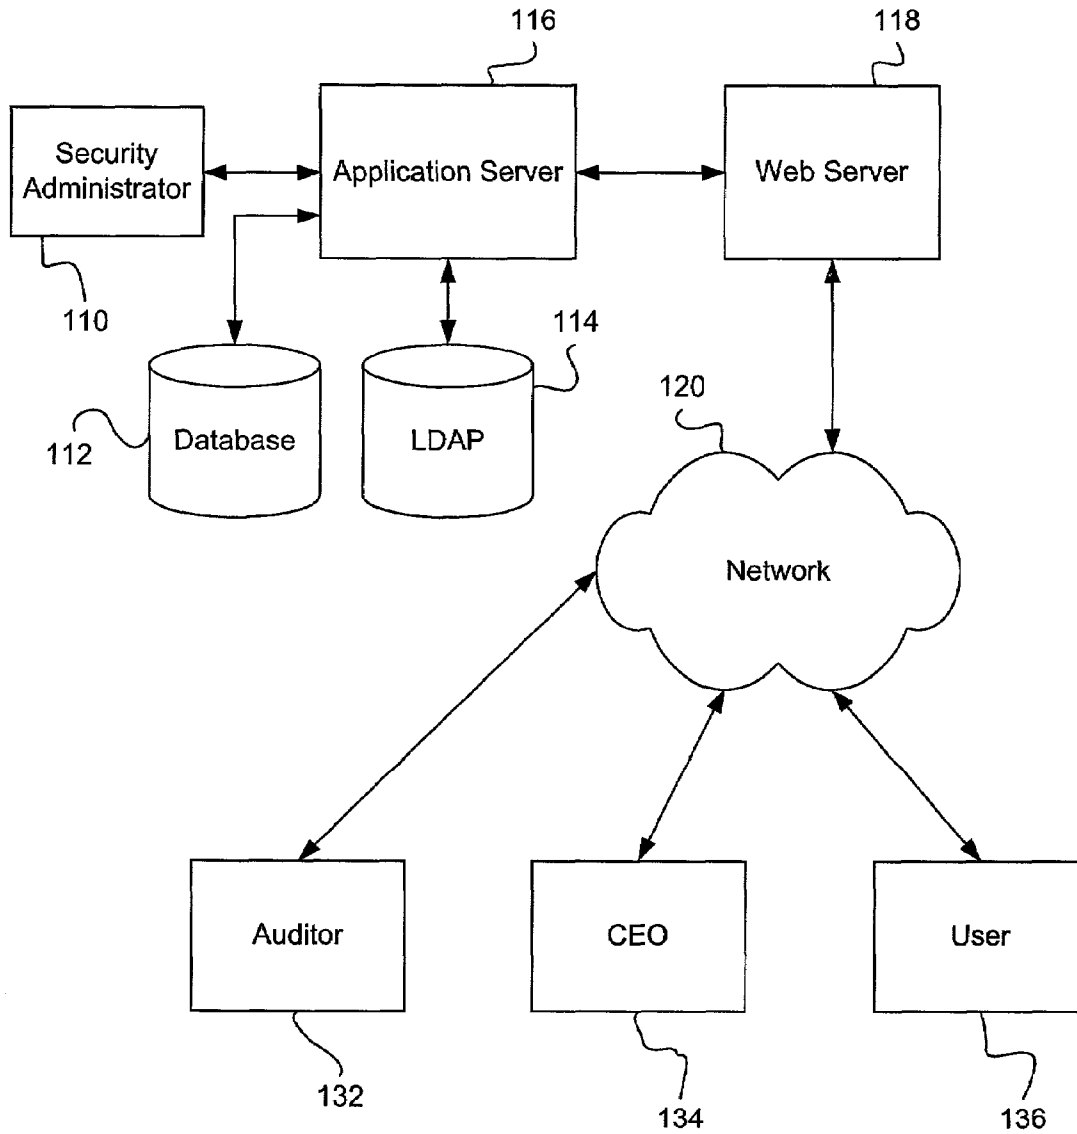 116
118
Security
Administrator
Application Server
Web Server
110
114
120
112
Database
LDAP
Network
Auditor
CEO
User
132
134
136